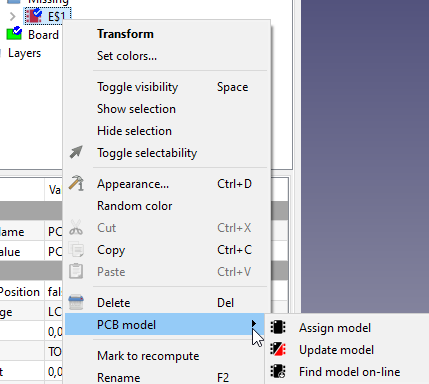 Missing
E$1
Board
Layers
Transform
Set colors...
Toggle visibility Space
Show selection
Hide selection
Toggle selectability
Appearance... Ctrl+D
Random color
Cut Ctrl+X
Copy Ctrl+C
Paste Ctrl+V
Delete Del
PCB model
Mark to recompute
Rename F2
Assign model
Update model
Find model on-line
Va
ame PC
alue PC
Position fals
ge LC
0,0
TO
t 0,0